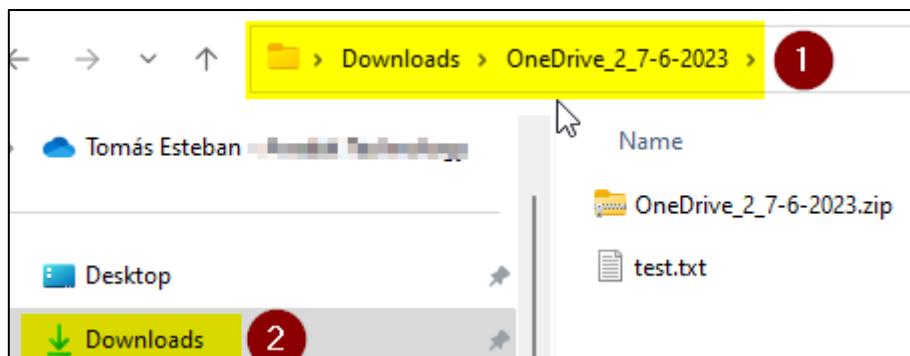 Downloads > OneDrive_2_7-6-2023 > 1
Tomás Esteban
Name
OneDrive_2_7-6-2023.zip
Desktop
test.txt
Downloads 2